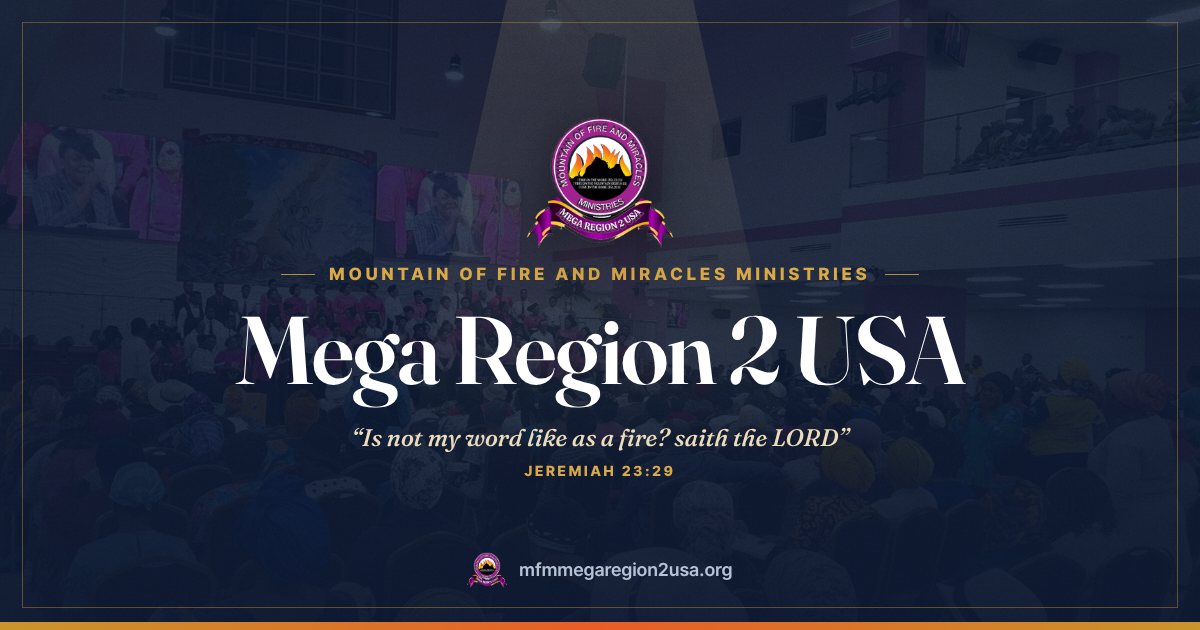 MOUNTAIN OF FIRE AND MIRACLES
MINISTRIES
MEGA REGION 2 USA
MOUNTAIN OF FIRE AND MIRACLES MINISTRIES
Mega Region 2 USA
“Is not my word like as a fire? saith the LORD”
JEREMIAH 23:29
mfmmegaregion2usa.org